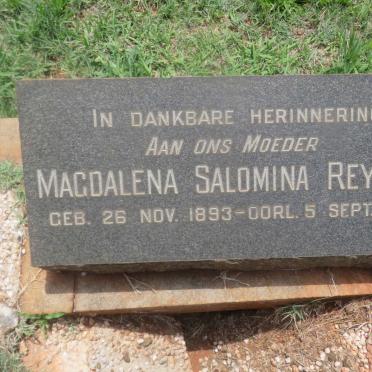 IN DANKBARE HERINNERING
AAN ONS MOEDER
MAGDALENA SALOMINA REY
GEB. 26 NOV. 1893-OORL. 5 SEPT.